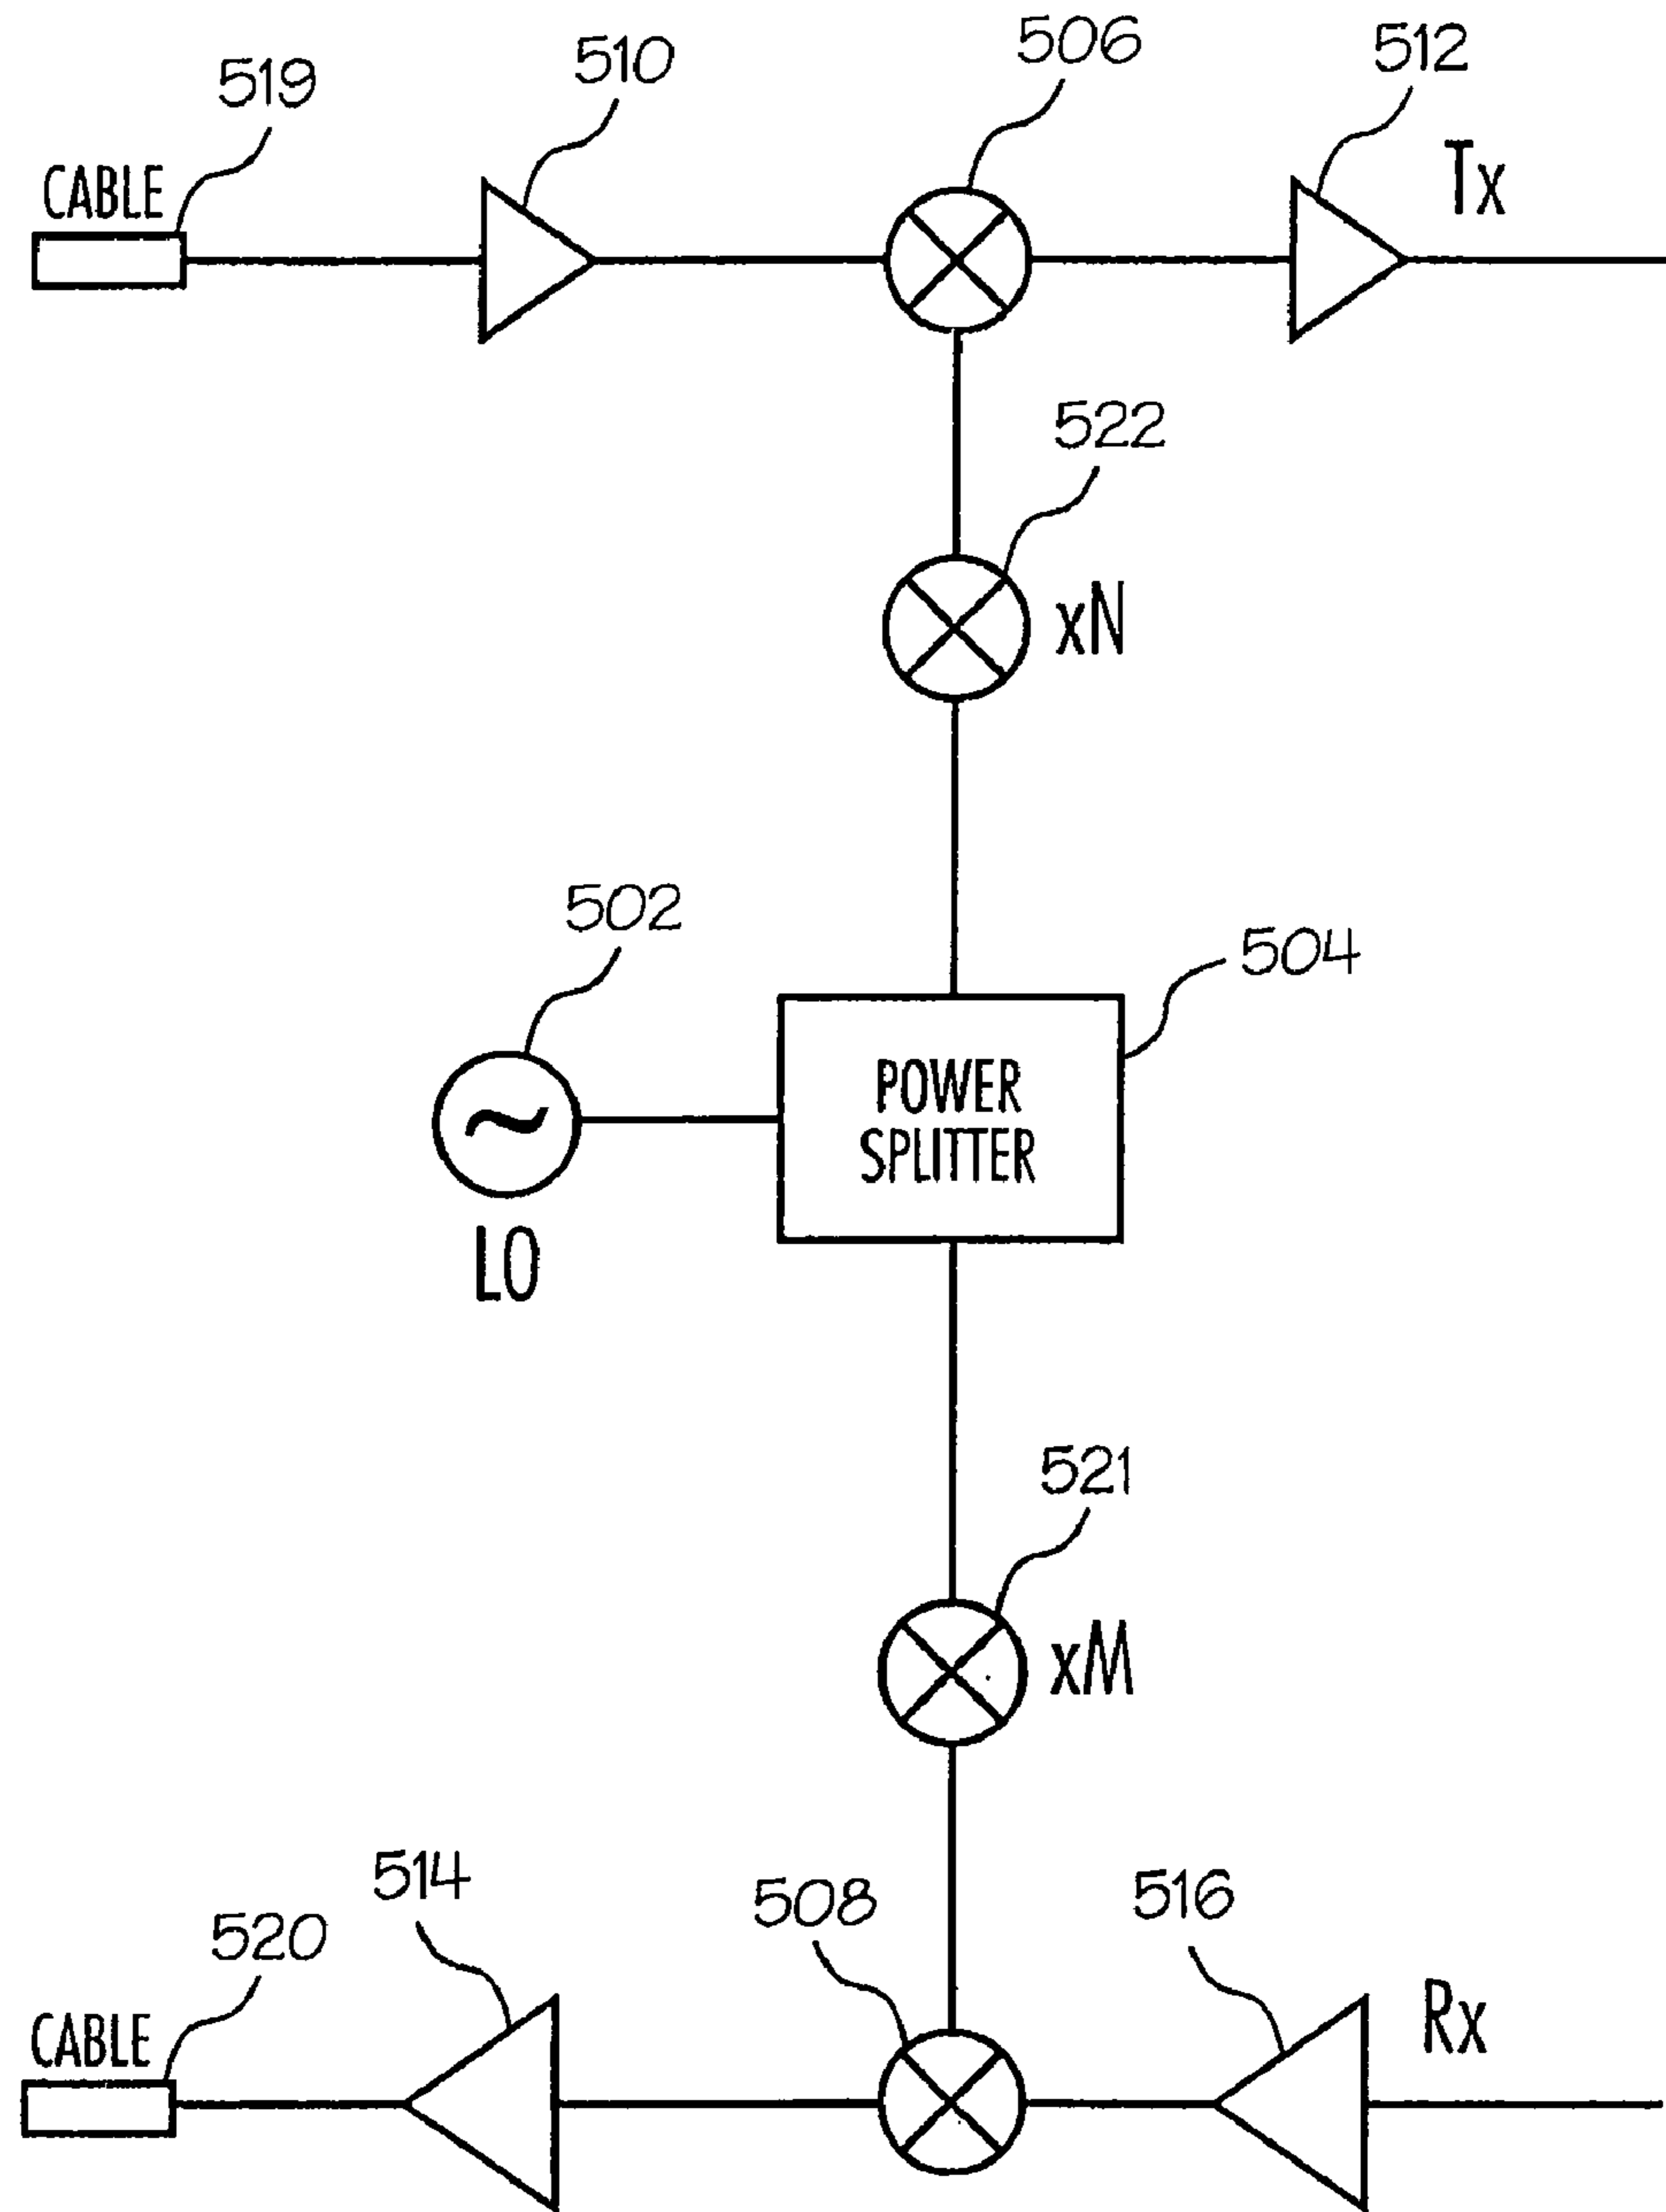 506
512
510
519
Tx
CABLE
522
xN
502
504
POWER
SPLITTER
LO
521
xM
514
508
516
520
Rx
CABLE